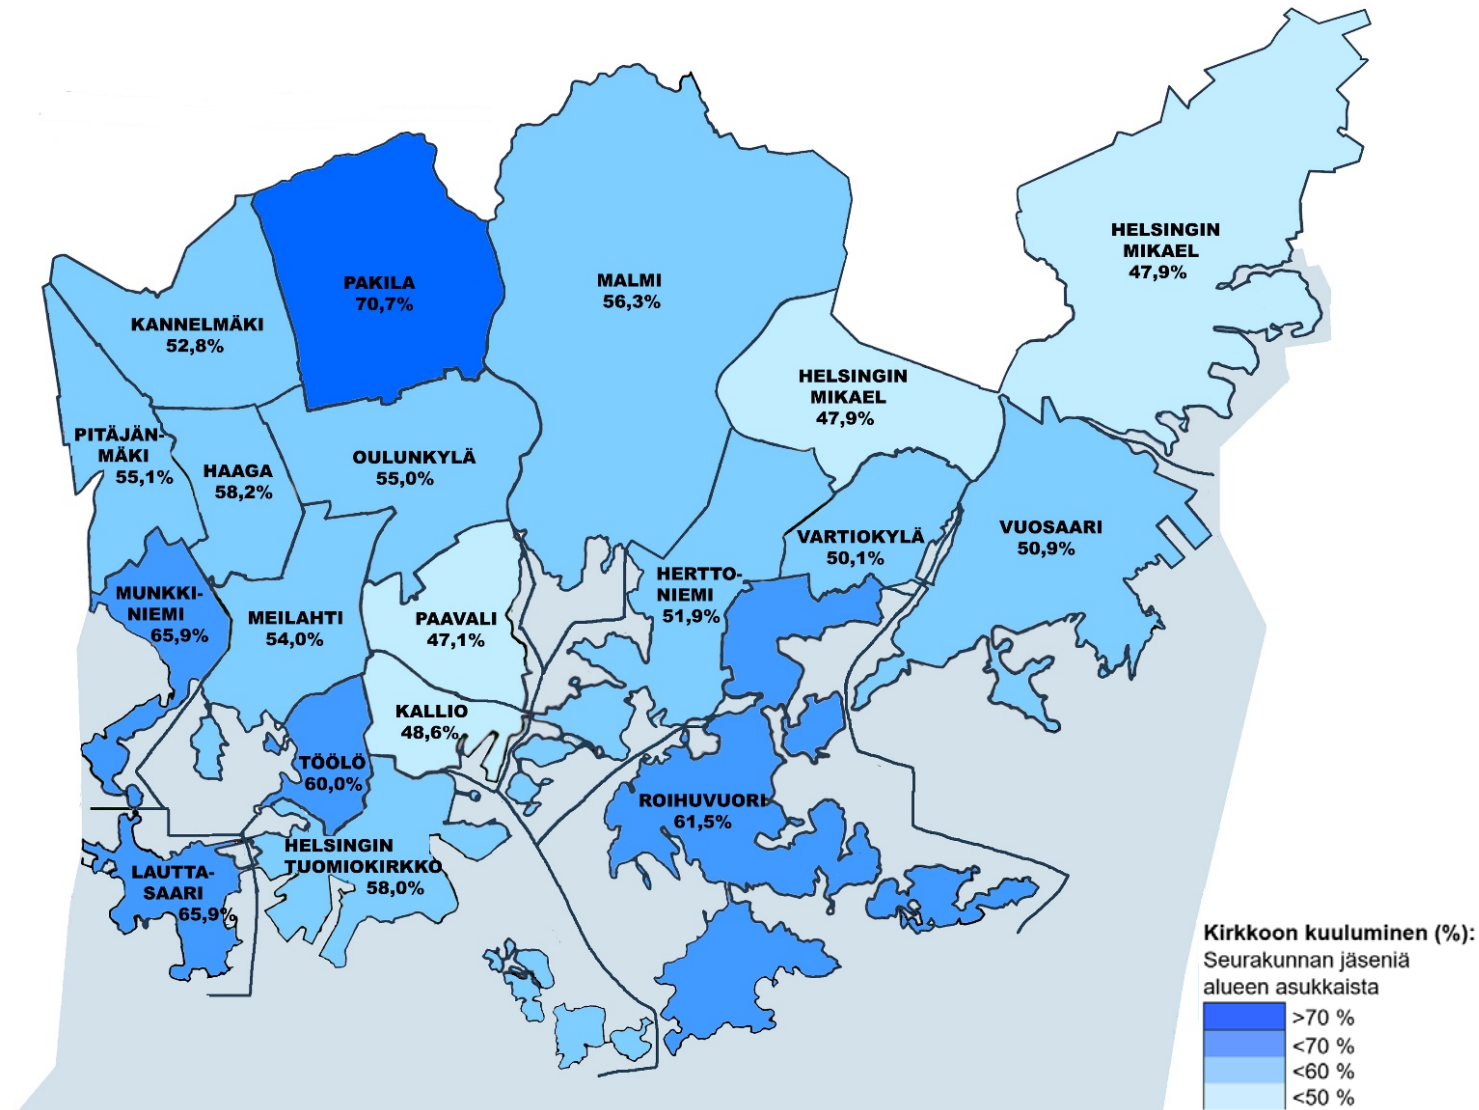 HELSINGIN
MIKAEL
47,9%
PAKILA
70,7%
MALMI
56,3%
KANNELMÄKI
52,8%
HELSINGIN
MIKAEL
47,9%
PITÄJÄN-
MÄKI
55,1%
HAAGA
58,2%
OULUNKYLÄ
55,0%
VARTIOKYLÄ
50,1%
VUOSAARI
50,9%
MUNKKI-
NIEMI
65,9%
MEILAHTI
54,0%
PAAVALI
47,1%
HERTTO-
NIEMI
51,9%
KALLIO
48,6%
TÖÖLÖ
60,0%
ROIHUVUORI
61,5%
HELSINGIN
TUOMIOKIRKKO
58,0%
LAUTTA-
SAARI
65,9%
Kirkkoon kuuluminen (%):
Seurakunnan jäseniä
alueen asukkaista
>70 %
<70 %
<60 %
<50 %